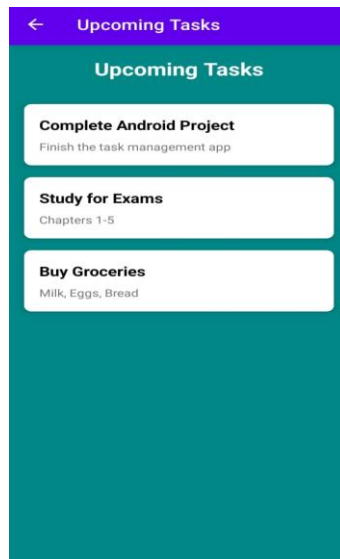 Upcoming Tasks
Upcoming Tasks
Complete Android Project
Finish the task management app
Study for Exams
Chapters 1-5
Buy Groceries
Milk, Eggs, Bread